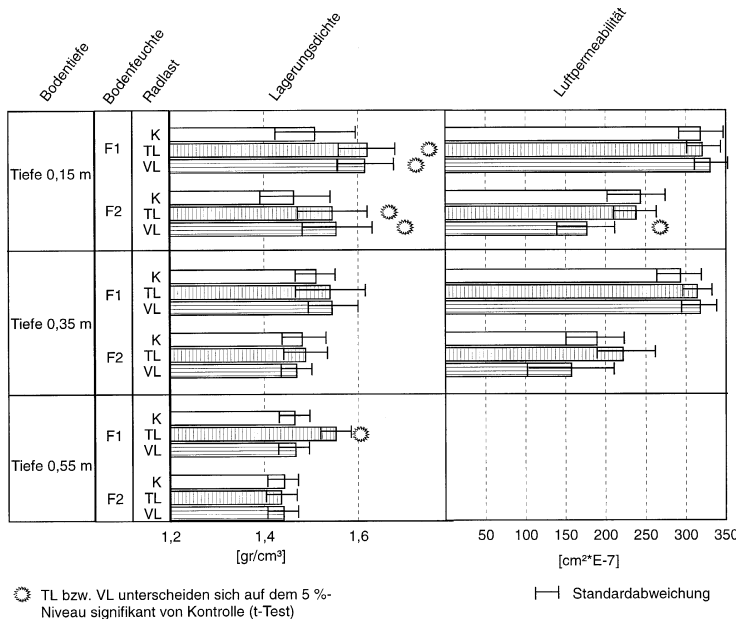 Bodentiefe
Bodenfeuchte
Radlast
Lagerungsdichte
Luftpermeabilität
Tiefe 0,15 m
F1
K
TL
VL
F2
K
TL
VL
Tiefe 0,35 m
F1
K
TL
VL
F2
K
TL
VL
Tiefe 0,55 m
F1
K
TL
VL
F2
K
TL
VL
1,2 1,4 1,6
[gr/cm³]
50 100 150 200 250 300 350
[cm²*E-7]
TL bzw. VL unterscheiden sich auf dem 5 %-
Niveau signifikant von Kontrolle (t-Test)
Standardabweichung